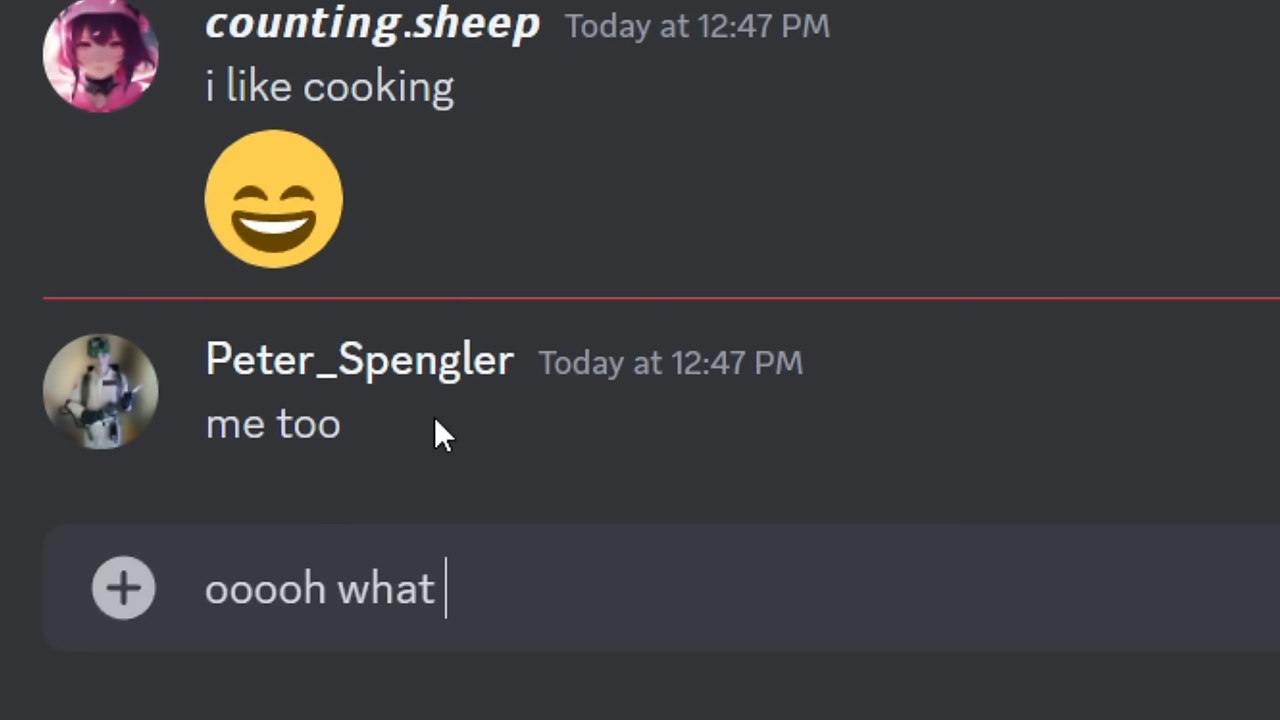 counting.sheep Today at 12:47 PM
i like cooking
Peter_Spengler Today at 12:47 PM
me too
ooooh what